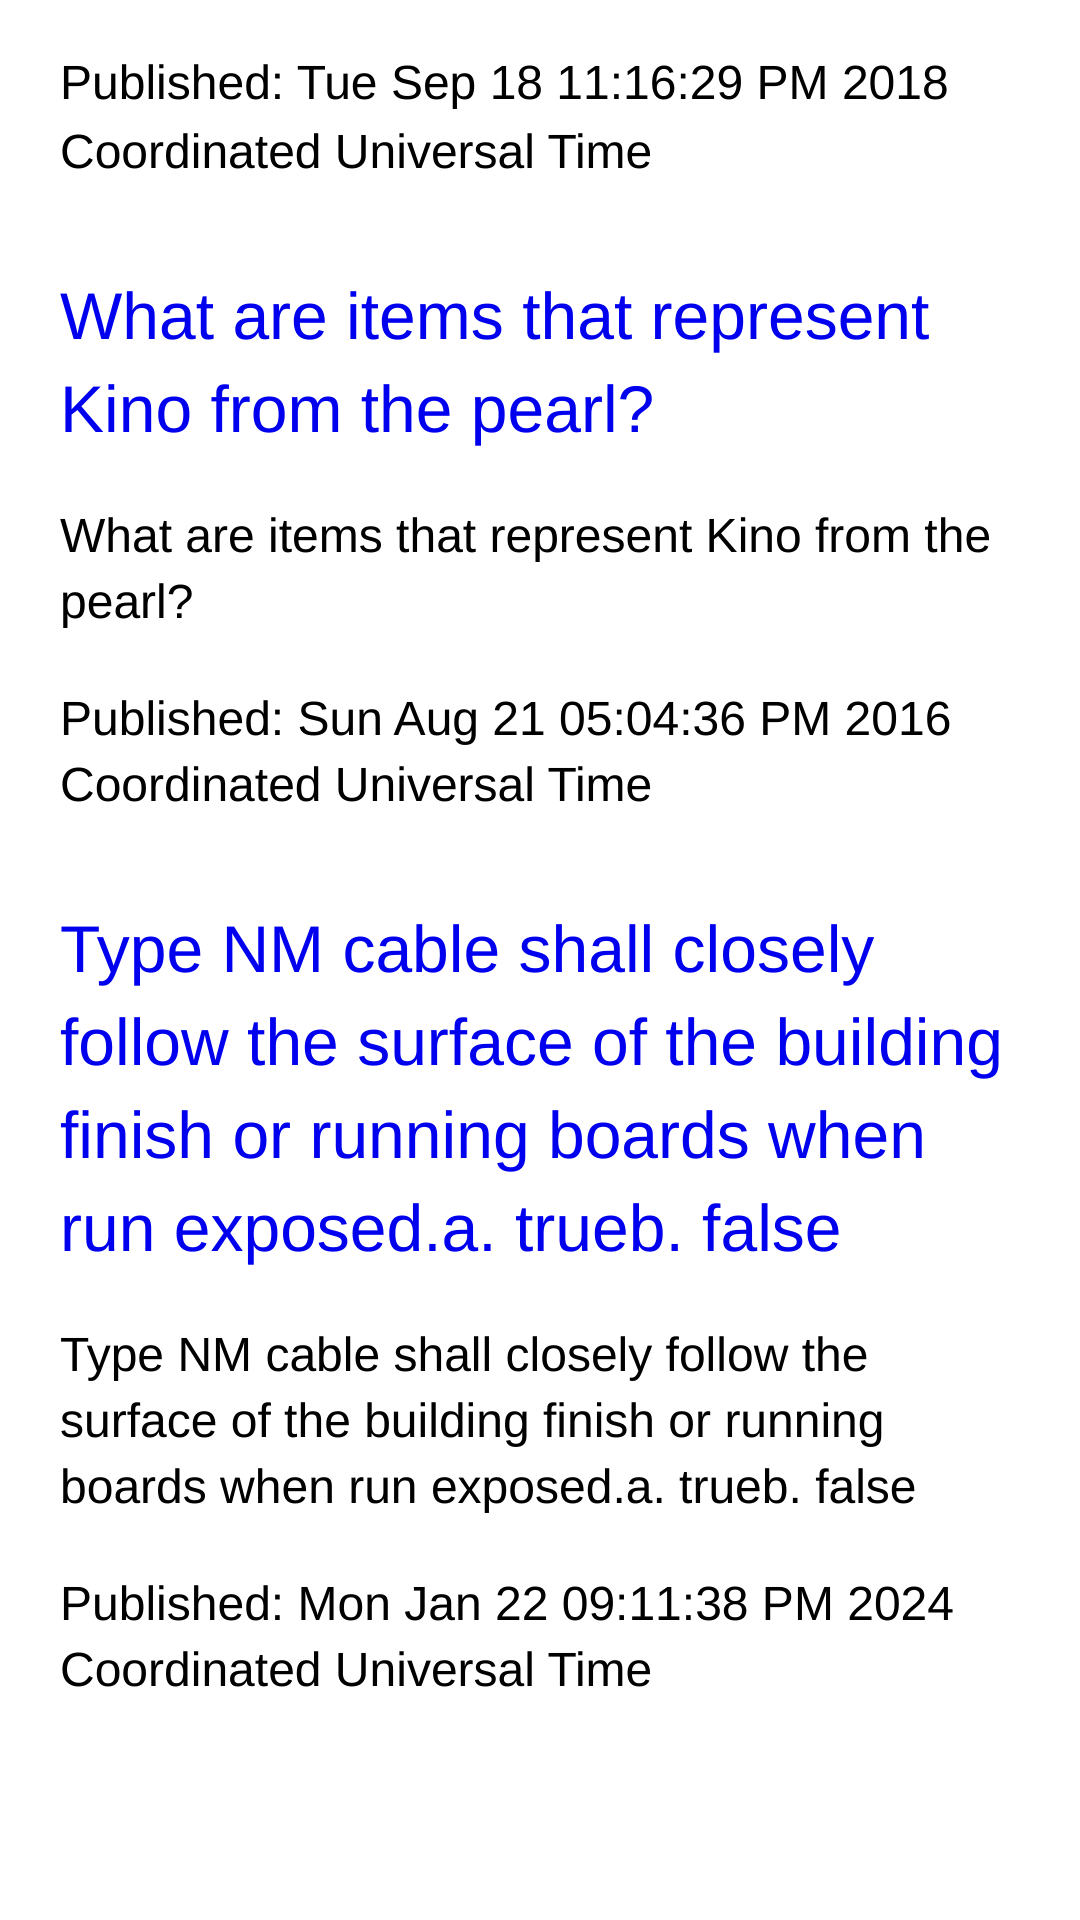 Published: Tue Sep 18 11:16:29 PM 2018
Coordinated Universal Time
What are items that represent
Kino from the pearl?
What are items that represent Kino from the
pearl?
Published: Sun Aug 21 05:04:36 PM 2016
Coordinated Universal Time
Type NM cable shall closely
follow the surface of the building
finish or running boards when
run exposed.a. trueb. false
Type NM cable shall closely follow the
surface of the building finish or running
boards when run exposed.a. trueb. false
Published: Mon Jan 22 09:11:38 PM 2024
Coordinated Universal Time